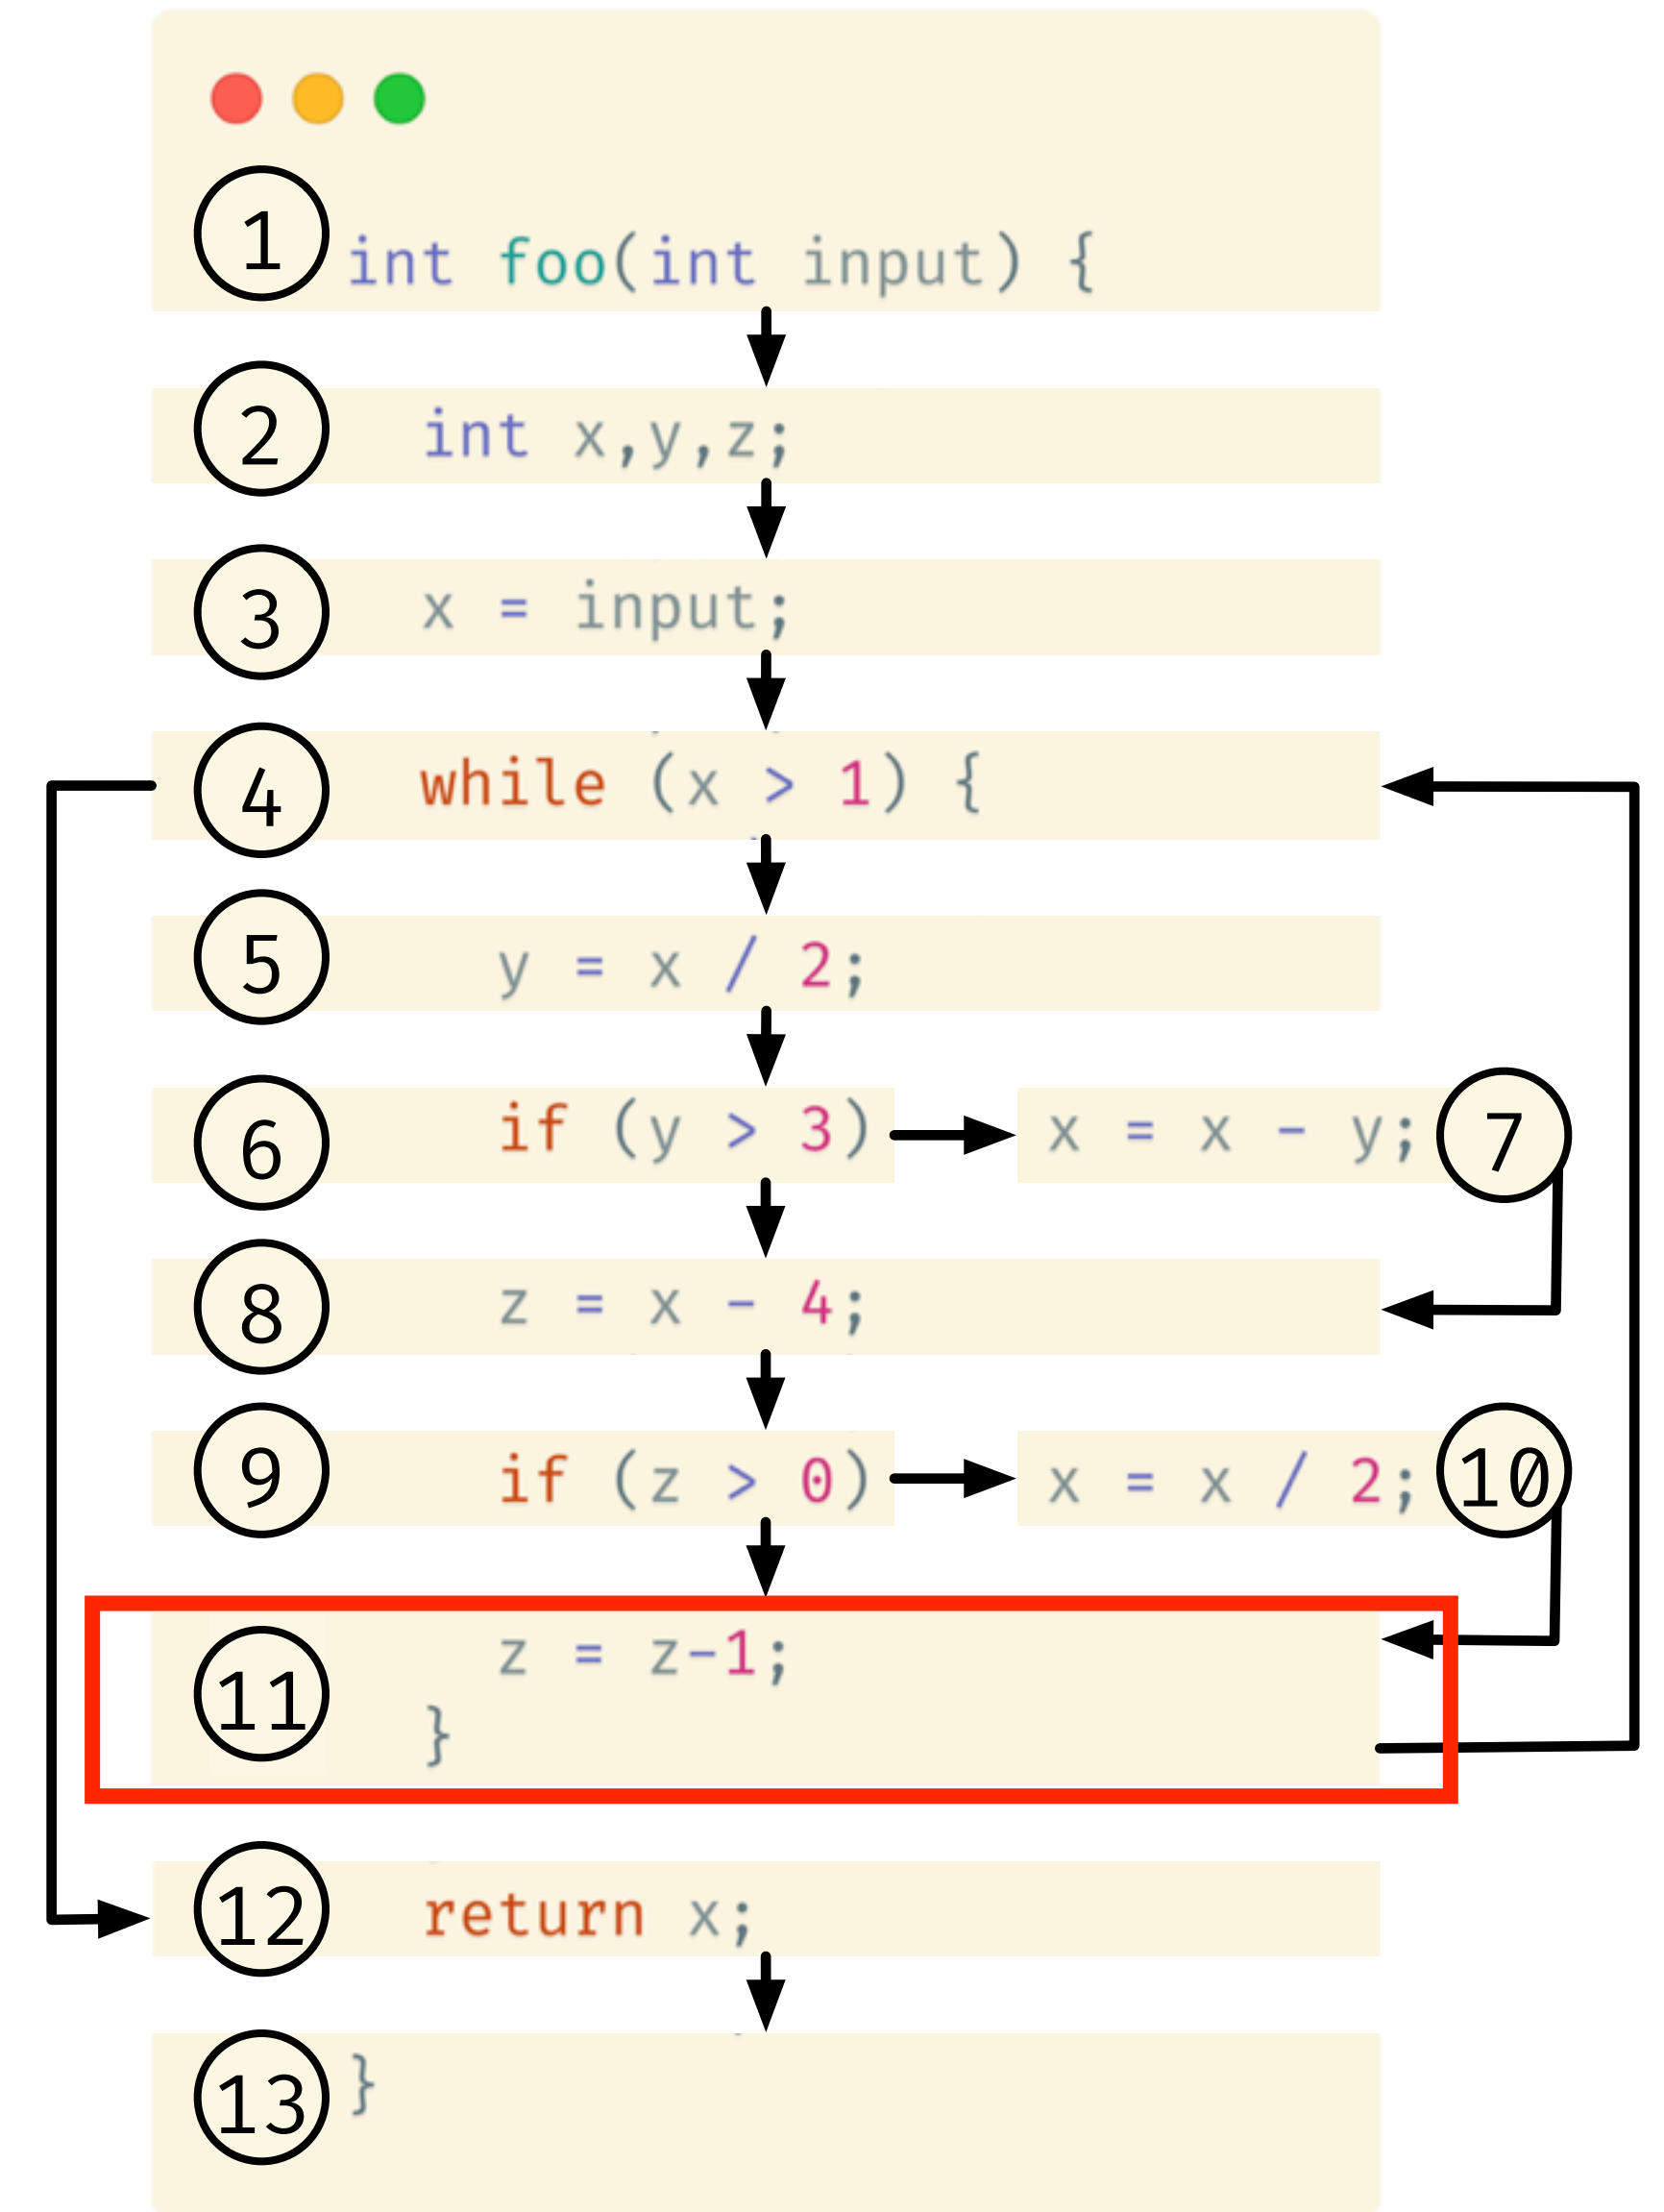 1 int foo(int input) {
2 int x,y,z;
3 x = input;
4 while (x > 1) {
5 y = x / 2;
6 if (y > 3) x = x - y; 7
8 z = x - 4;
9 if (z > 0) x = x / 2; 10
z = z-1;
11
}
12 return x;
13 }